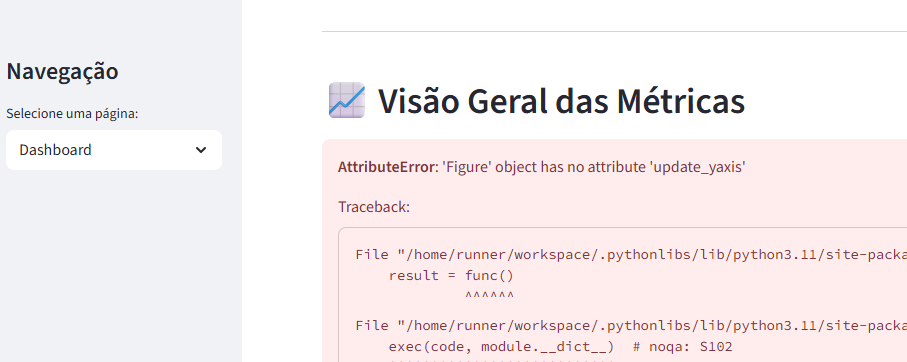 Navegação
Selecione uma página:
Dashboard
Visão Geral das Métricas
AttributeError: 'Figure' object has no attribute 'update_yaxis'
Traceback:
File "/home/runner/workspace/.pythonlibs/lib/python3.11/site-packa
result = func()
^^^^^^
File "/home/runner/workspace/.pythonlibs/lib/python3.11/site-packa
exec(code, module.__dict__)  # noqa: S102